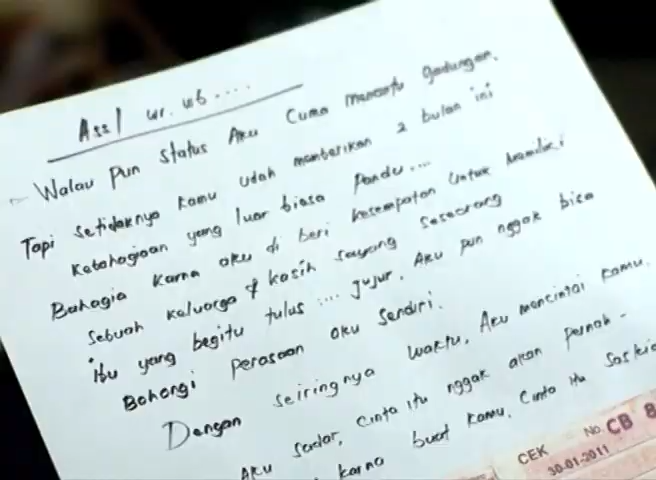 Ass1 wr. wb ....
Walau pun status Aku Cuma menantu gadungan.
Tapi setidaknya kamu udah memberikan 2 bulan ini
kebahagiaan yang luar biasa Pandu ....
Bahagia karna aku di beri kesempatan untuk memiliki
sebuah keluarga & kasih sayang seseorang
ibu yang begitu tulus .... jujur. Aku pun nggak bisa
Bohongi perasaan aku sendiri.
Dengan seiringnya waktu, Aku mencintai kamu.
Aku sadar, cinta itu nggak akan pernah -
karna buat kamu, Cinta itu Saskia
CEK No. CB 8
30-01-2011